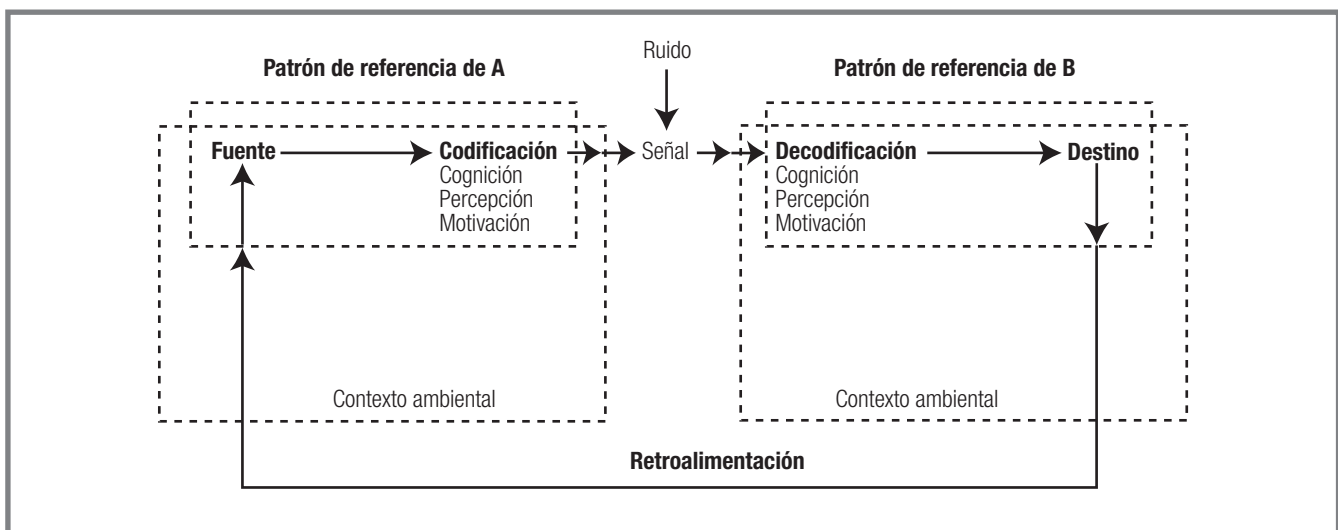 Ruido
Patrón de referencia de A
Patrón de referencia de B
Fuente
Codificación
Cognición
Percepción
Motivación
Señal
Decodificación
Cognición
Percepción
Motivación
Destino
Contexto ambiental
Contexto ambiental
Retroalimentación